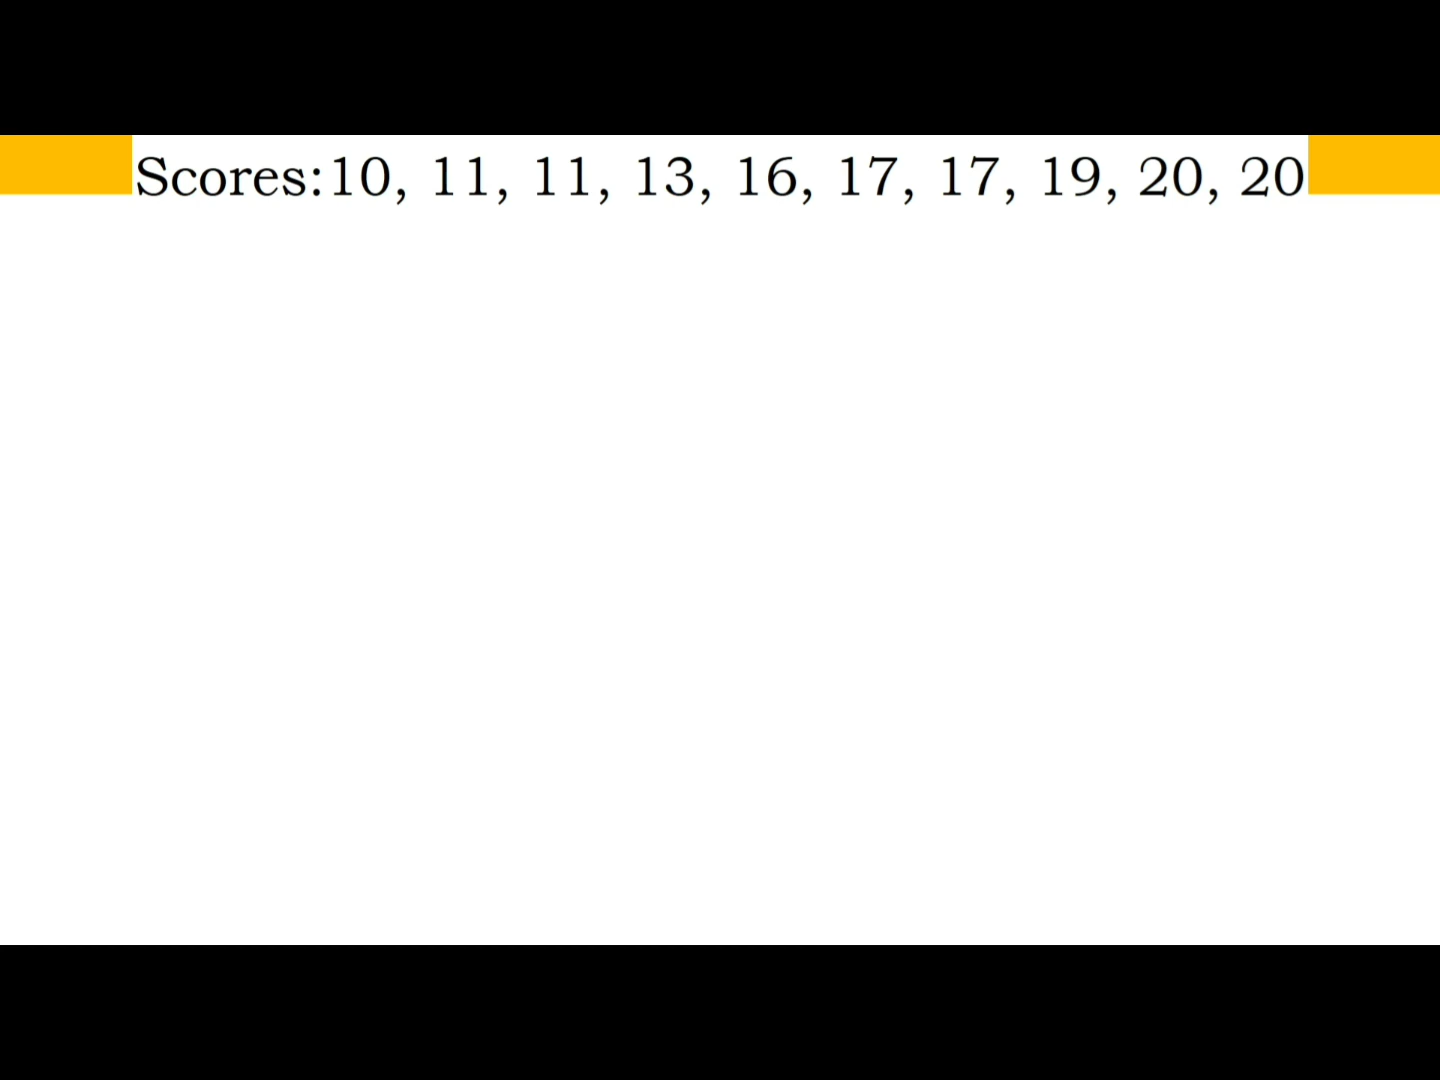 Scores:10, 11, 11, 13, 16, 17, 17, 19, 20, 20